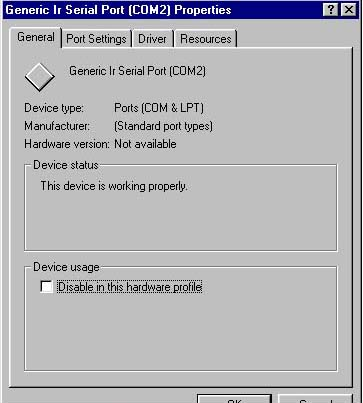 Generic Ir Serial Port (COM2) Properties
General Port Settings Driver Resources
Generic Ir Serial Port (COM2)
Device type: Ports (COM & LPT)
Manufacturer: (Standard port types)
Hardware version: Not available
Device status
This device is working properly.
Device usage
Disable in this hardware profile